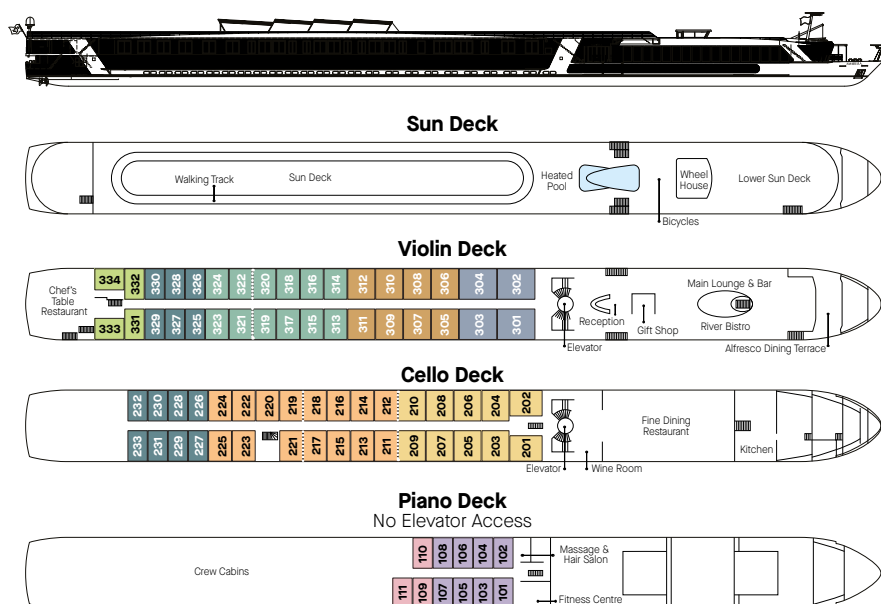 Sun Deck
Walking Track
Sun Deck
Heated
Pool
Wheel
House
Lower Sun Deck
Bicycles
Violin Deck
334 332 330 328 326 324 322 320 318 316 314 312 310 308 306 304 302
Chef's
Table
Restaurant
333 331 329 327 325 323 321 319 317 315 313 311 309 307 305 303 301
Main Lounge & Bar
Reception
Gift Shop
River Bistro
Elevator
Alfresco Dining Terrace
Cello Deck
232 230 228 226 224 222 220 219 218 216 214 212 210 208 206 204 202
233 231 229 227 225 223 221 217 215 213 211 209 207 205 203 201
Fine Dining
Restaurant
Kitchen
Elevator
Wine Room
Piano Deck
No Elevator Access
110 108 106 104 102
111 109 107 105 103 101
Crew Cabins
Massage &
Hair Salon
Fitness Centre